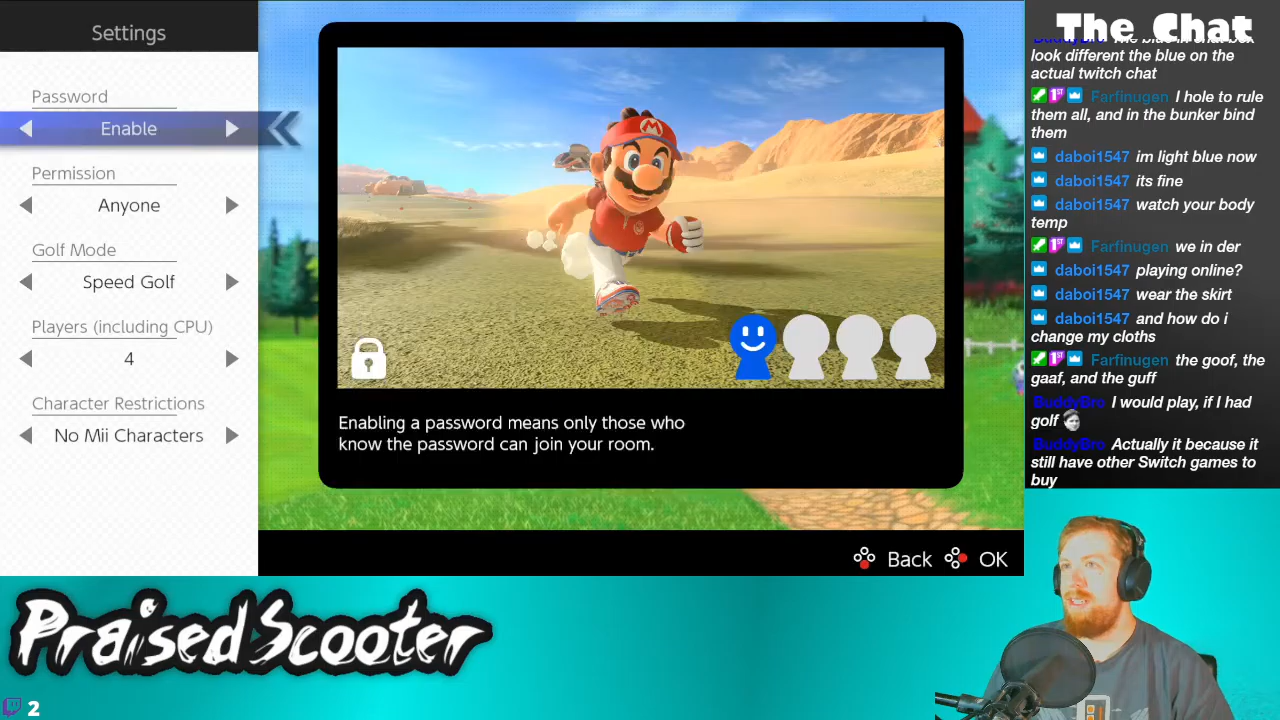 Settings
Password
Enable
Permission
Anyone
Golf Mode
Speed Golf
Players (including CPU)
4
Character Restrictions
No Mii Characters
M
Enabling a password means only those who
know the password can join your room.
Back OK
The Chat
look different the blue on the
actual twitch chat
Farfinugen I hole to rule
them all, and in the bunker bind
them
daboi1547 im light blue now
daboi1547 its fine
daboi1547 watch your body
temp
1ST Farfinugen we in der
daboi1547 playing online?
daboi1547 wear the skirt
daboi1547 and how do i
change my cloths
Farfinugen the goof, the
gaaf, and the guff
BuddyBro I would play, if I had
golf
BuddyBro Actually it because it
still have other Switch games to
buy
PraisedScooter
2